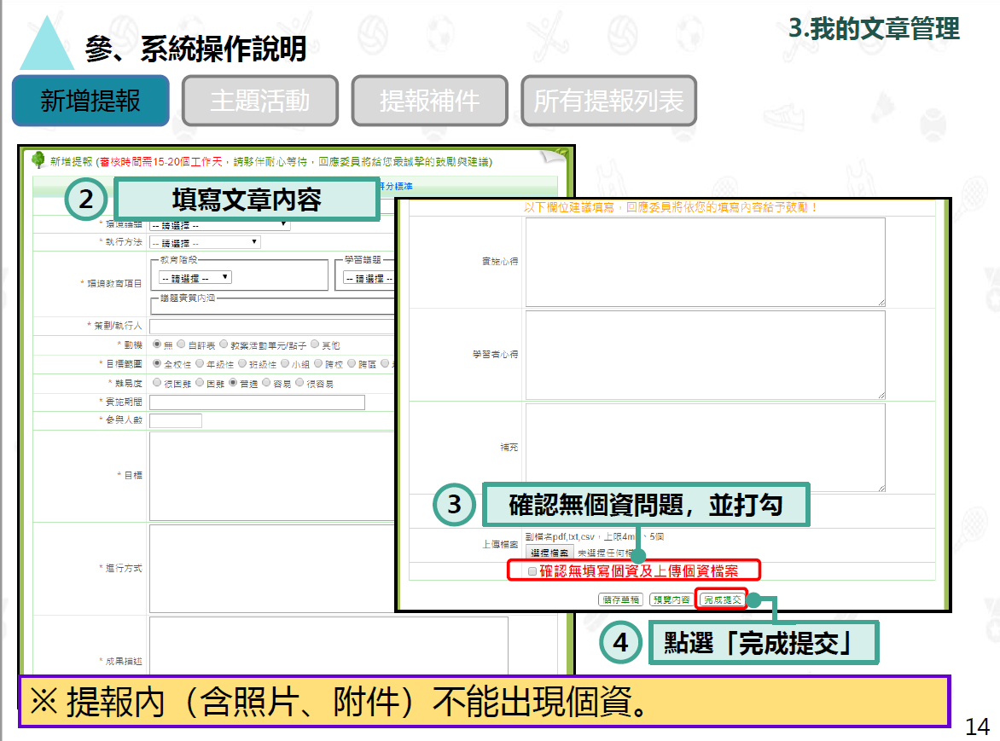 3.我的文章管理
參、系統操作說明
新增提報
主題活動
提報補件
所有提報列表
新增提報 (審核時間需15-20個工作天，請夥伴耐心等待，回應委員將給您最誠摯的鼓勵與建議)
評分標準
2
填寫文章內容
* 環境議題
-- 請選擇 --
* 執行方法
-- 請選擇 --
* 環境教育項目
教育階段
-- 請選擇 --
學習議題
-- 請選擇 --
議題實質內涵
* 策劃/執行人
* 動機
無 自評表 教案活動單元/點子 其他
* 目標範圍
全校性 年級性 班級性 小組 跨校 跨區
* 難易度
很困難 困難 普通 容易 很容易
* 實施期間
* 參與人數
* 目標
* 進行方式
* 成果描述
以下欄位建議填寫，回應委員將依您的填寫內容給予鼓勵！
實施心得
學習者心得
補充
3
確認無個資問題，並打勾
上傳檔案
副檔名pdf,txt,csv，上限4m、5個
選擇檔案 未選擇任何檔
確認無填寫個資及上傳個資檔案
儲存草稿 預覽內容 完成提交
4
點選「完成提交」
※ 提報內（含照片、附件）不能出現個資。
14